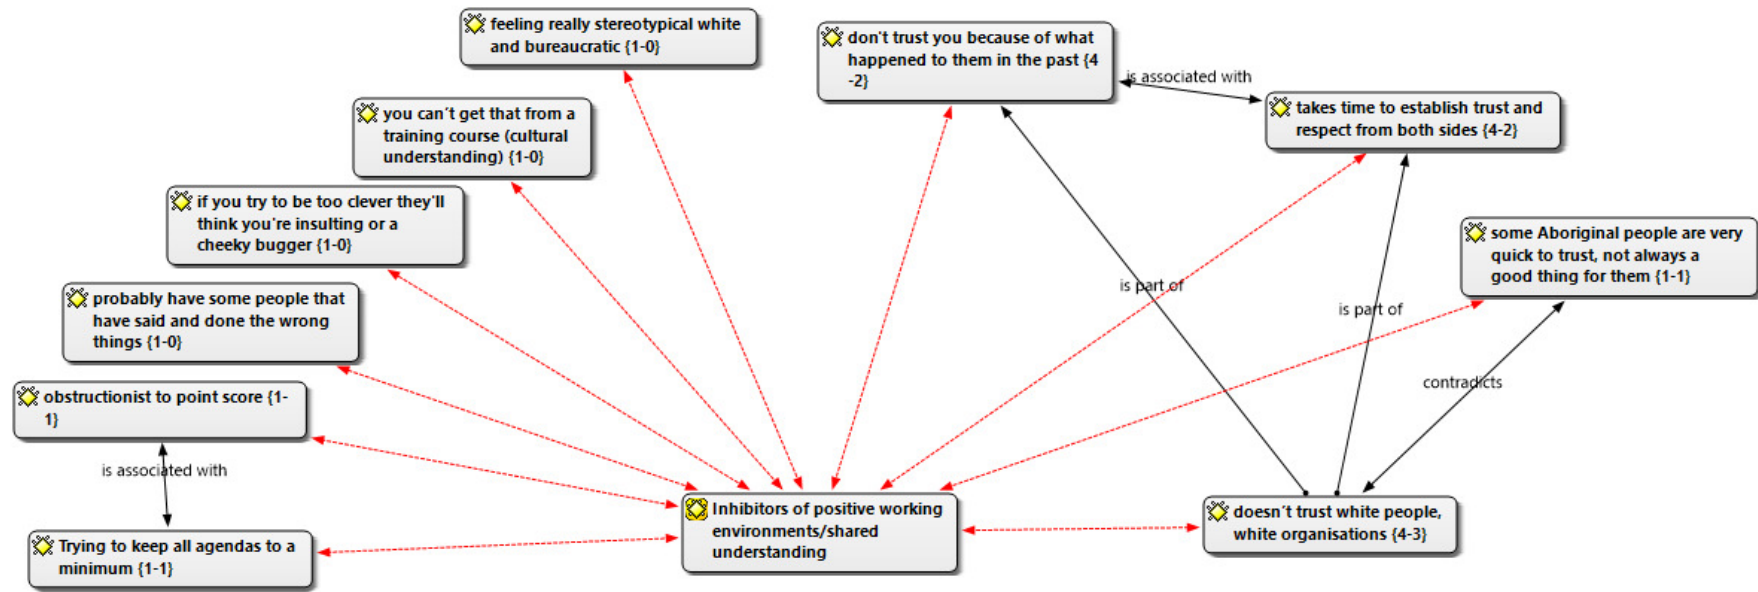 feeling really stereotypical white
and bureaucratic {1-0}
don't trust you because of what
happened to them in the past {4
-2}
is associated with
takes time to establish trust and
respect from both sides {4-2}
you can´t get that from a
training course (cultural
understanding) {1-0}
if you try to be too clever they'll
think you're insulting or a
cheeky bugger {1-0}
some Aboriginal people are very
quick to trust, not always a
good thing for them {1-1}
probably have some people that
have said and done the wrong
things {1-0}
is part of
is part of
contradicts
obstructionist to point score {1-
1}
is associated with
Inhibitors of positive working
environments/shared
understanding
doesn´t trust white people,
white organisations {4-3}
Trying to keep all agendas to a
minimum {1-1}